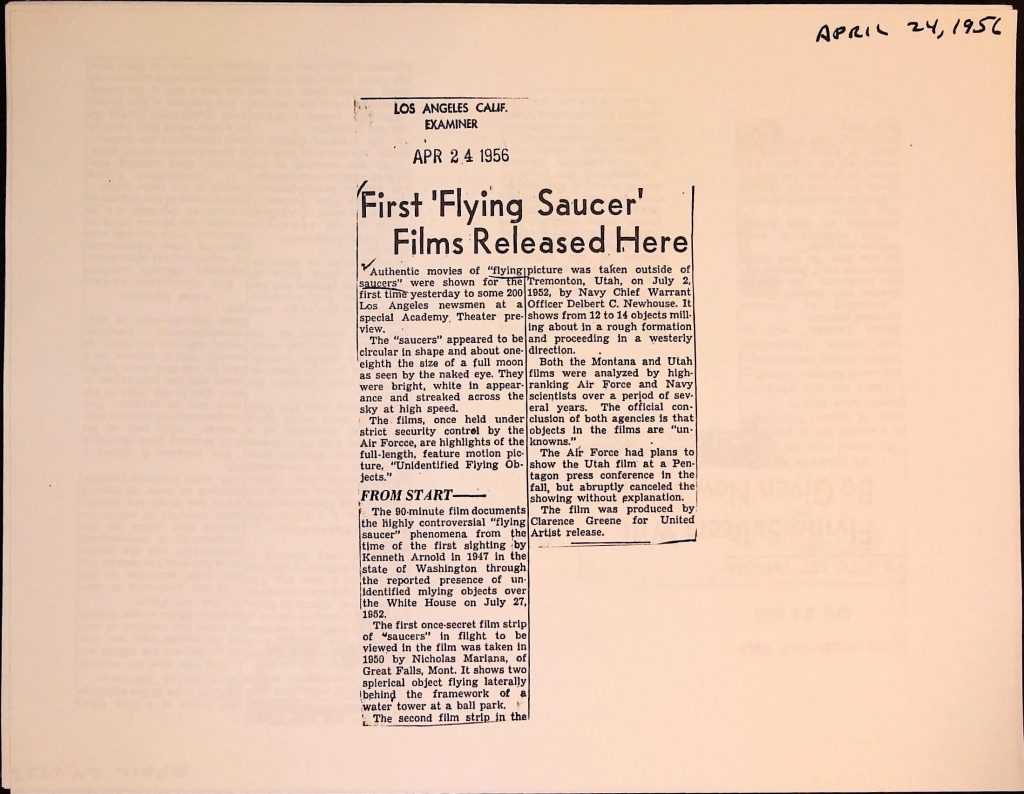 APRIL 24, 1956
LOS ANGELES CALIF.
EXAMINER
APR 24 1956
First 'Flying Saucer'
Films Released Here
Authentic movies of "flying
saucers" were shown for the
first time yesterday to some 200
Los Angeles newsmen at a
special Academy Theater pre-
view.
The "saucers" appeared to be
circular in shape and about one-
eighth the size of a full moon
as seen by the naked eye. They
were bright, white in appear-
ance and streaked across the
sky at high speed.
The films, once held under
strict security control by the
Air Forcce, are highlights of the
full-length, feature motion pic-
ture, "Unidentified Flying Ob-
jects."
FROM START—
The 90-minute film documents
the highly controversial "flying
saucer" phenomena from the
time of the first sighting by
Kenneth Arnold in 1947 in the
state of Washington through
the reported presence of un-
identified mlying objects over
the White House on July 27,
1952.
The first once-secret film strip
of "saucers" in flight to be
viewed in the film was taken in
1950 by Nicholas Mariana, of
Great Falls, Mont. It shows two
splerical object flying laterally
behind the framework of a
water tower at a ball park.
The second film strip in the
picture was taken outside of
Tremonton, Utah, on July 2,
1952, by Navy Chief Warrant
Officer Delbert C. Newhouse. It
shows from 12 to 14 objects mill-
ing about in a rough formation
and proceeding in a westerly
direction.
Both the Montana and Utah
films were analyzed by high-
ranking Air Force and Navy
scientists over a period of sev-
eral years. The official con-
clusion of both agencies is that
objects in the films are "un-
knowns."
The Air Force had plans to
show the Utah film at a Pen-
tagon press conference in the
fall, but abruptly canceled the
showing without explanation.
The film was produced by
Clarence Greene for United
Artist release.